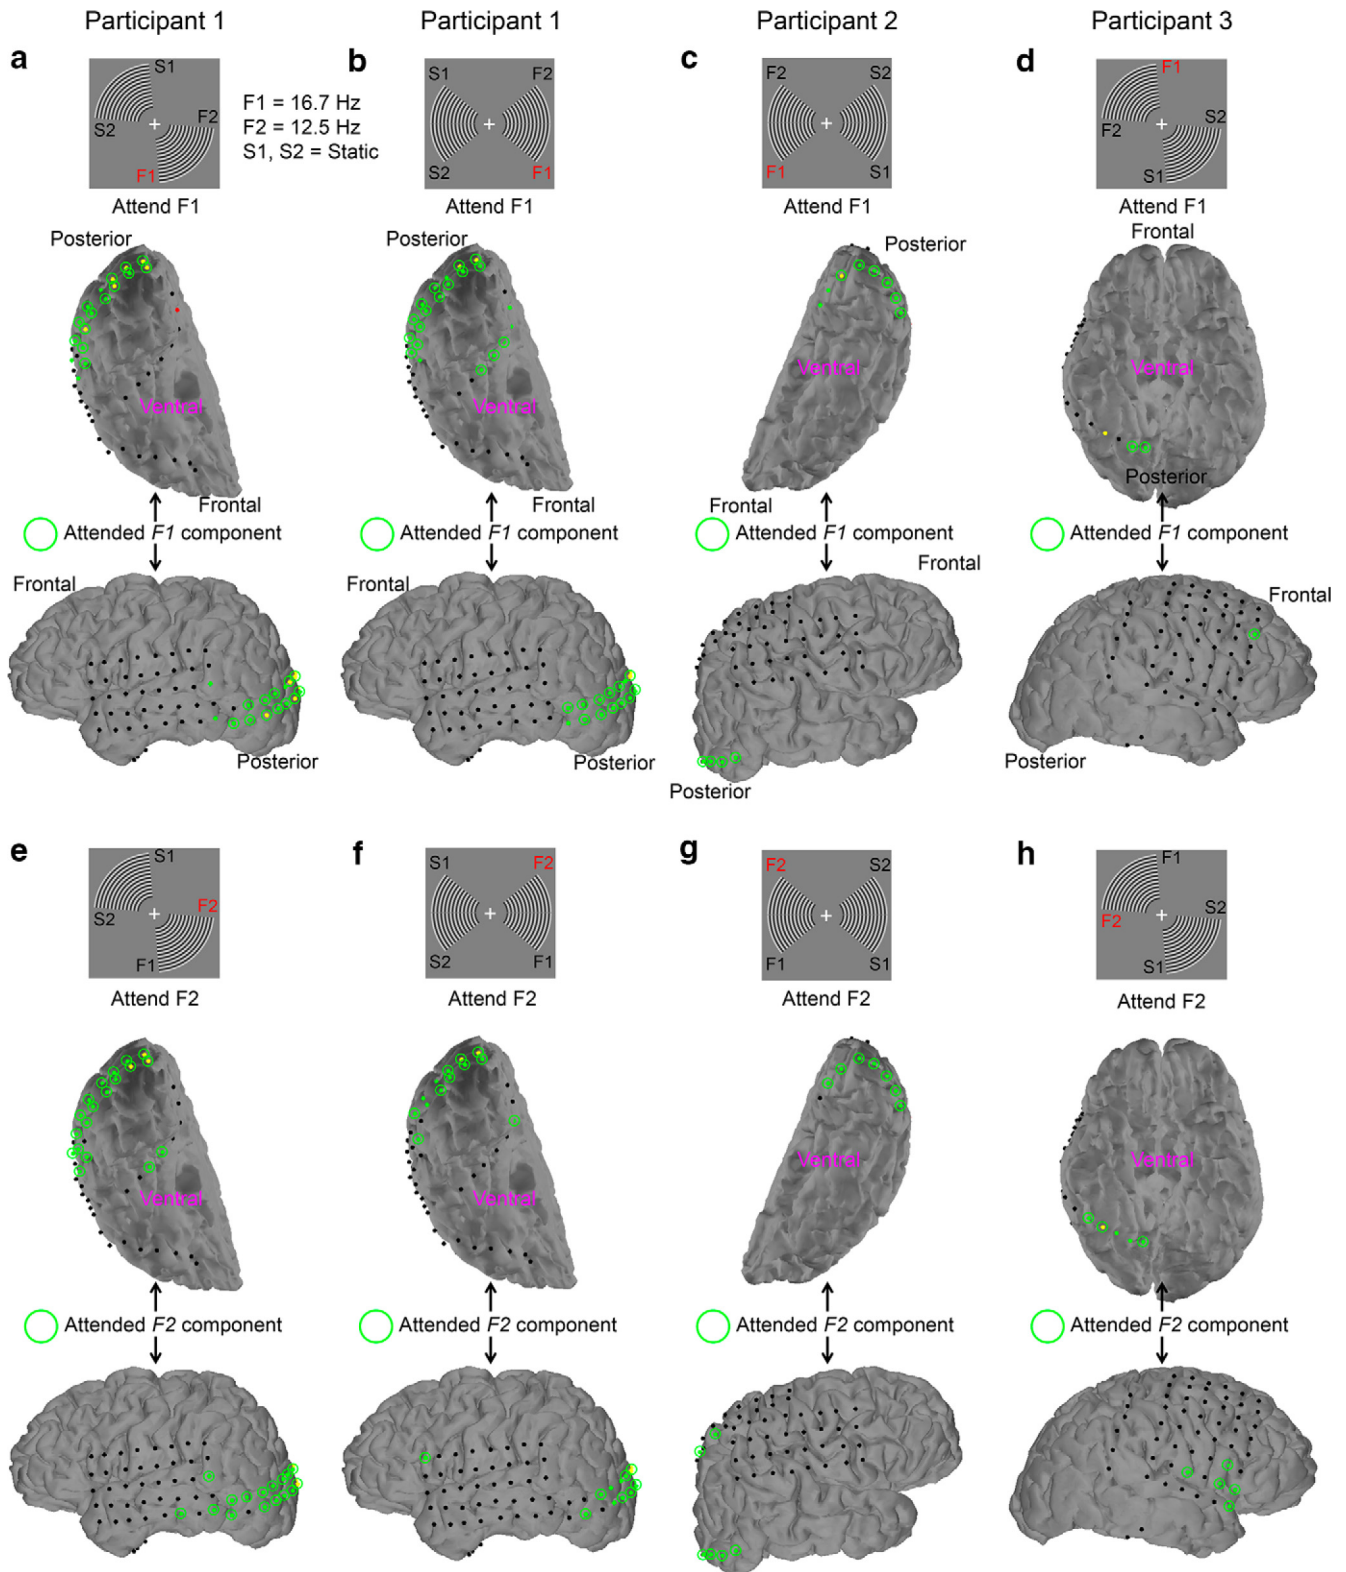 Participant 1
Participant 1
Participant 2
Participant 3
a
S1
F2
S2
F1
F1 = 16.7 Hz
F2 = 12.5 Hz
S1, S2 = Static
Attend F1
b
S1
F2
S2
F1
Attend F1
c
F2
S2
F1
S1
Attend F1
d
F1
S2
F2
S1
Attend F1
Posterior
Ventral
Frontal
Posterior
Ventral
Frontal
Posterior
Ventral
Frontal
Frontal
Ventral
Posterior
Attended F1 component
Attended F1 component
Attended F1 component
Attended F1 component
Frontal
Posterior
Frontal
Posterior
Frontal
Posterior
Frontal
Posterior
e
S1
F2
S2
F1
Attend F2
f
S1
F2
S2
F1
Attend F2
g
F2
S2
F1
S1
Attend F2
h
F1
S2
F2
S1
Attend F2
Ventral
Ventral
Ventral
Ventral
Attended F2 component
Attended F2 component
Attended F2 component
Attended F2 component